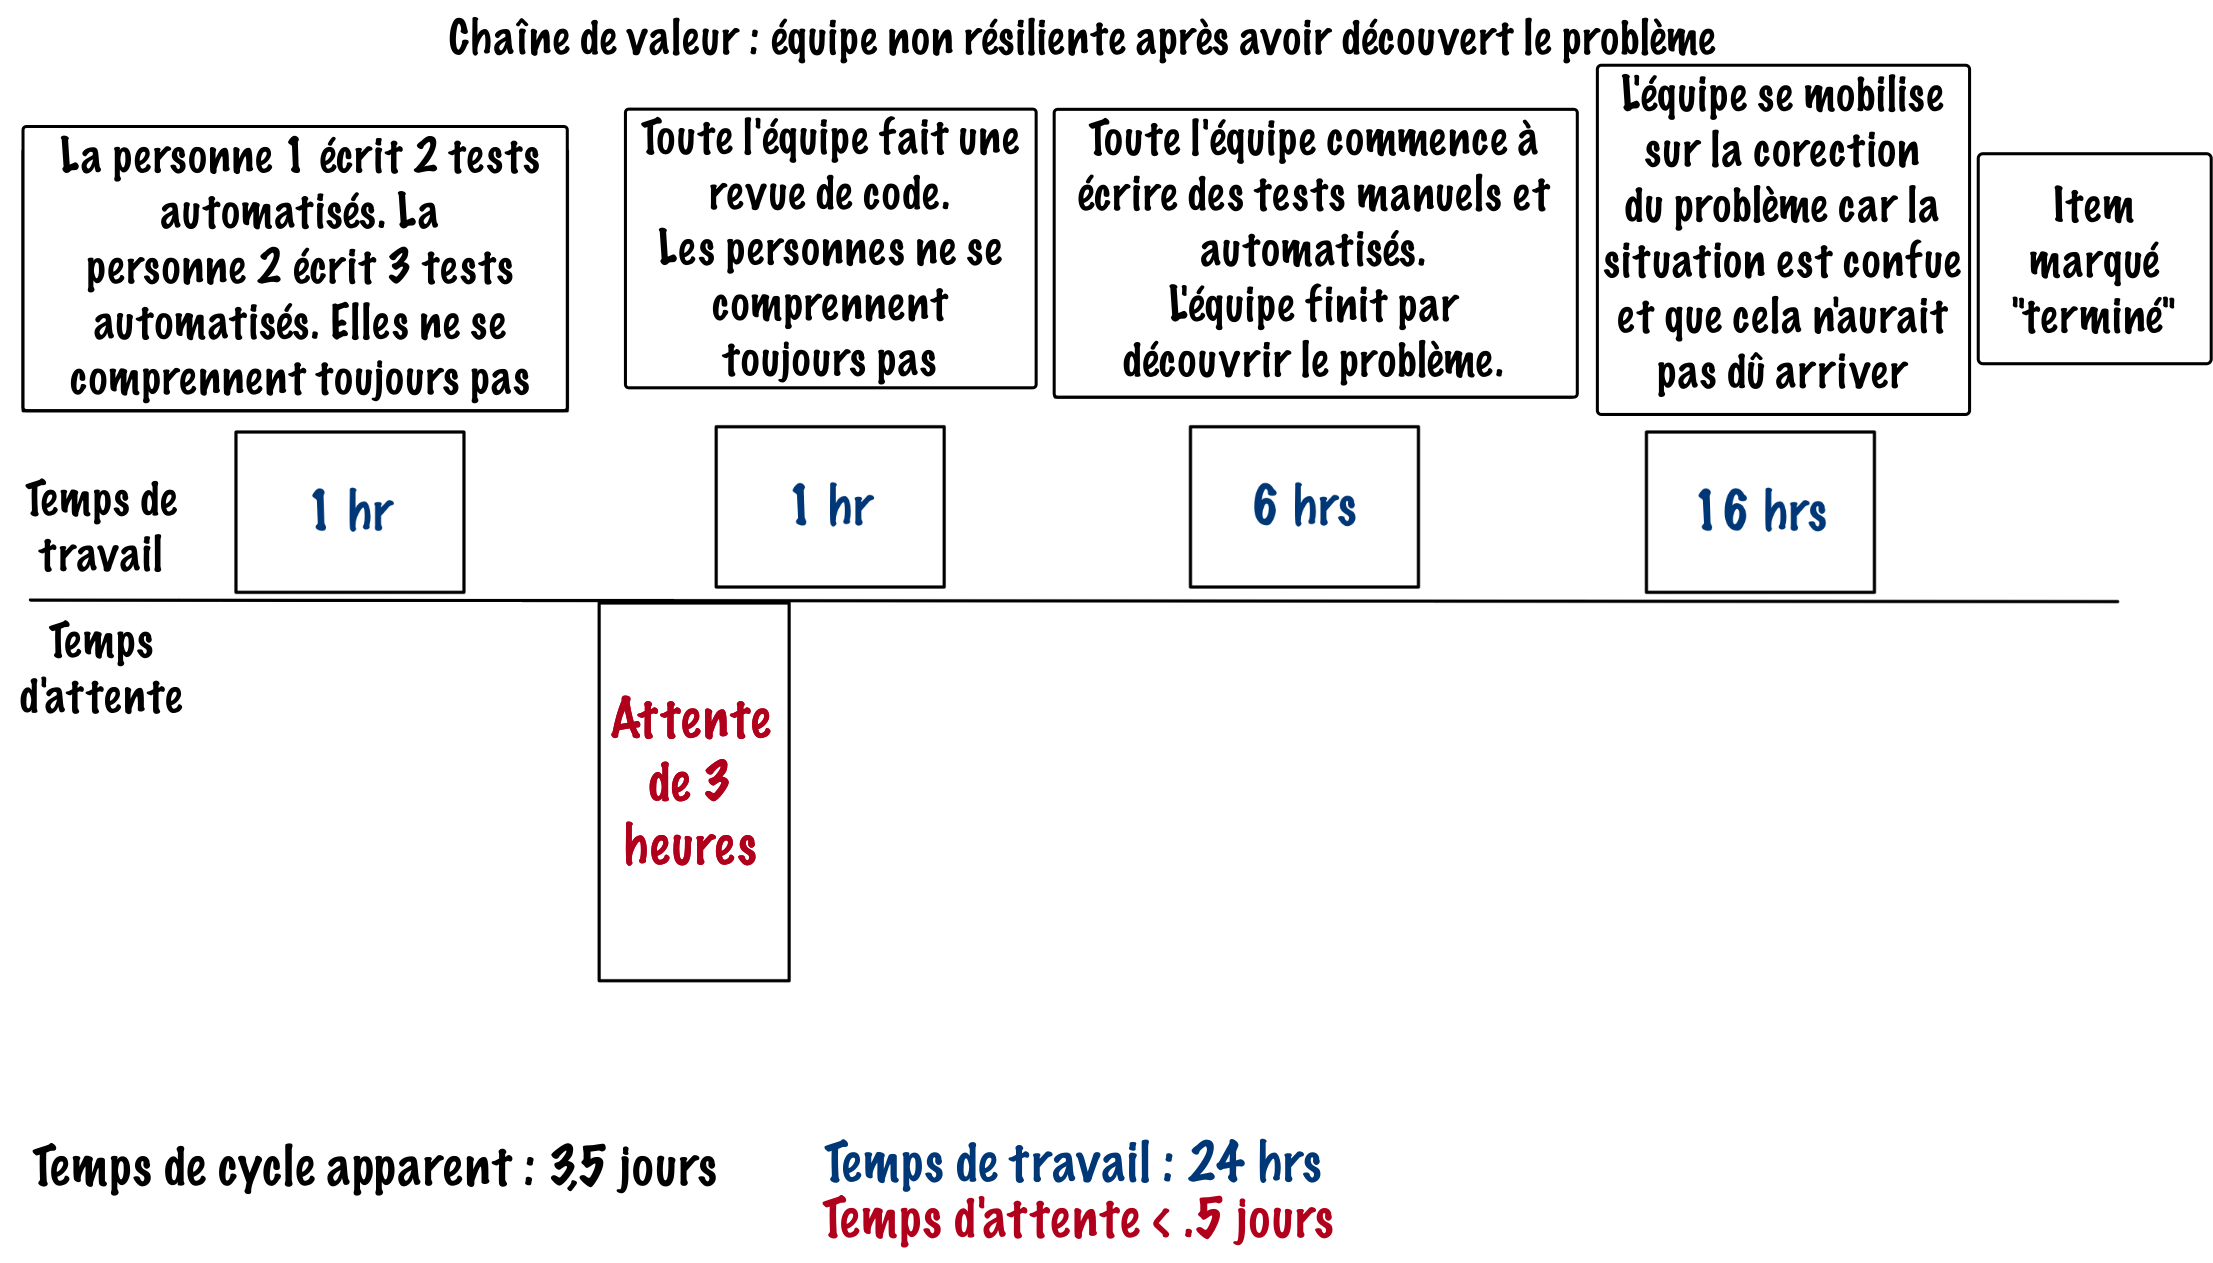 Chaîne de valeur : équipe non résiliente après avoir découvert le problème
La personne 1 écrit 2 tests
automatisés. La
personne 2 écrit 3 tests
automatisés. Elles ne se
comprennent toujours pas
Toute l'équipe fait une
revue de code.
Les personnes ne se
comprennent
toujours pas
Toute l'équipe commence à
écrire des tests manuels et
automatisés.
L'équipe finit par
découvrir le problème.
L'équipe se mobilise
sur la corection
du problème car la
situation est confue
et que cela n'aurait
pas dû arriver
Item
marqué
"terminé"
Temps de
travail
1 hr
1 hr
6 hrs
16 hrs
Temps
d'attente
Attente
de 3
heures
Temps de cycle apparent : 3,5 jours
Temps de travail : 24 hrs
Temps d'attente < .5 jours